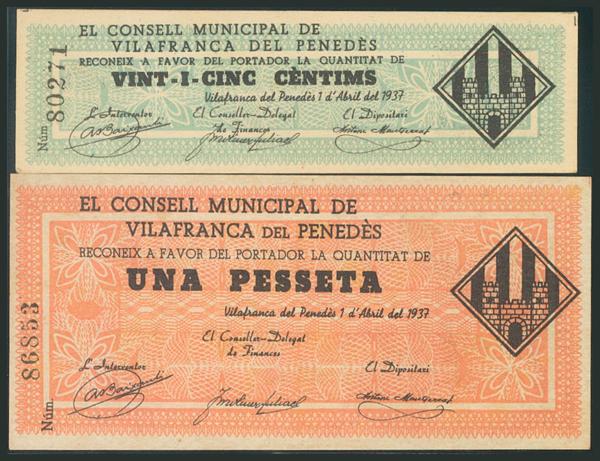 EL CONSELL MUNICIPAL DE
VILAFRANCA DEL PENEDÈS
RECONEIX A FAVOR DEL PORTADOR LA QUANTITAT DE
VINT-I-CINC CÈNTIMS
Vilafranca del Penedès 1 d'Abril del 1937
L'Interventor
El Conseller-Delegat
de Finances
El Dipositari
Núm 80271
EL CONSELL MUNICIPAL DE
VILAFRANCA DEL PENEDÈS
RECONEIX A FAVOR DEL PORTADOR LA QUANTITAT DE
UNA PESSETA
Vilafranca del Penedès 1 d'Abril del 1937
El Conseller-Delegat
de Finances
L'Interventor
El Dipositari
Núm 86853